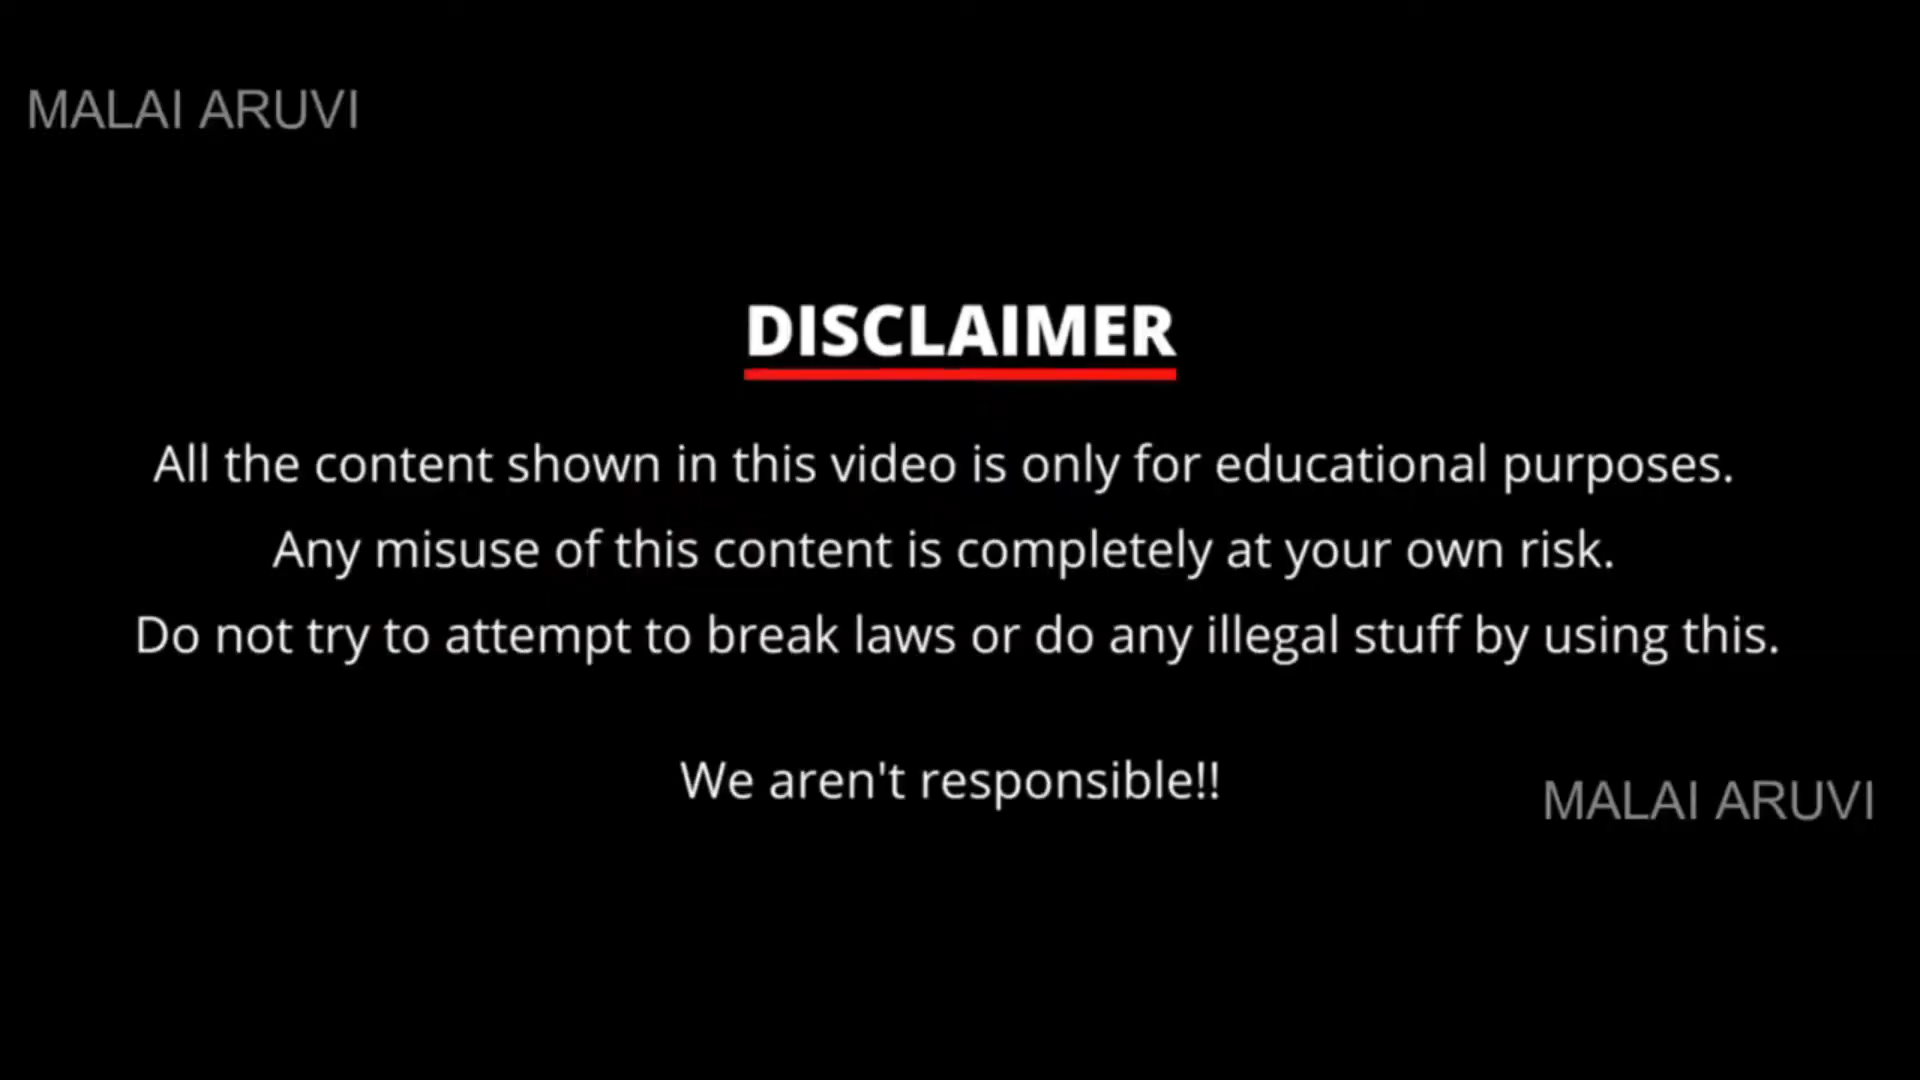 MALAI ARUVI
DISCLAIMER
All the content shown in this video is only for educational purposes.
Any misuse of this content is completely at your own risk.
Do not try to attempt to break laws or do any illegal stuff by using this.
We aren't responsible!!
MALAI ARUVI